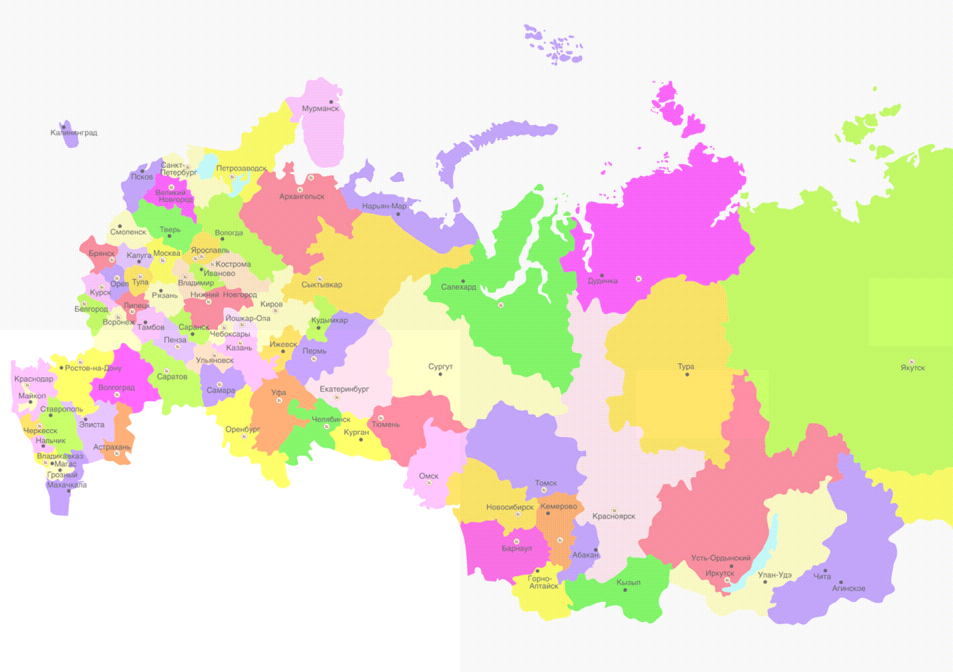 Мурманск
Калининград
Санкт-
Петербург
Петрозаводск
Псков
Великий
Новгород
Архангельск
Нарьян-Мар
Смоленск
Тверь
Вологда
Брянск
Калуга
Москва
Ярославль
Кострома
Иваново
Владимир
Курск
Орел
Тула
Рязань
Нижний Новгород
Сыктывкар
Салехард
Дудинка
Белгород
Липецк
Воронеж
Тамбов
Киров
Йошкар-Ола
Кудымкар
Саранск
Чебоксары
Пенза
Казань
Ижевск
Пермь
Ульяновск
Сургут
Тура
Якутск
Ростов-на-Дону
Краснодар
Майкоп
Волгоград
Саратов
Самара
Уфа
Екатеринбург
Ставрополь
Элиста
Черкесск
Нальчик
Астрахань
Оренбург
Челябинск
Курган
Тюмень
Владикавказ
Магас
Грозный
Махачкала
Омск
Томск
Новосибирск
Кемерово
Красноярск
Барнаул
Абакан
Горно-
Алтайск
Кызыл
Усть-Ордынский
Иркутск
Улан-Удэ
Чита
Агинское